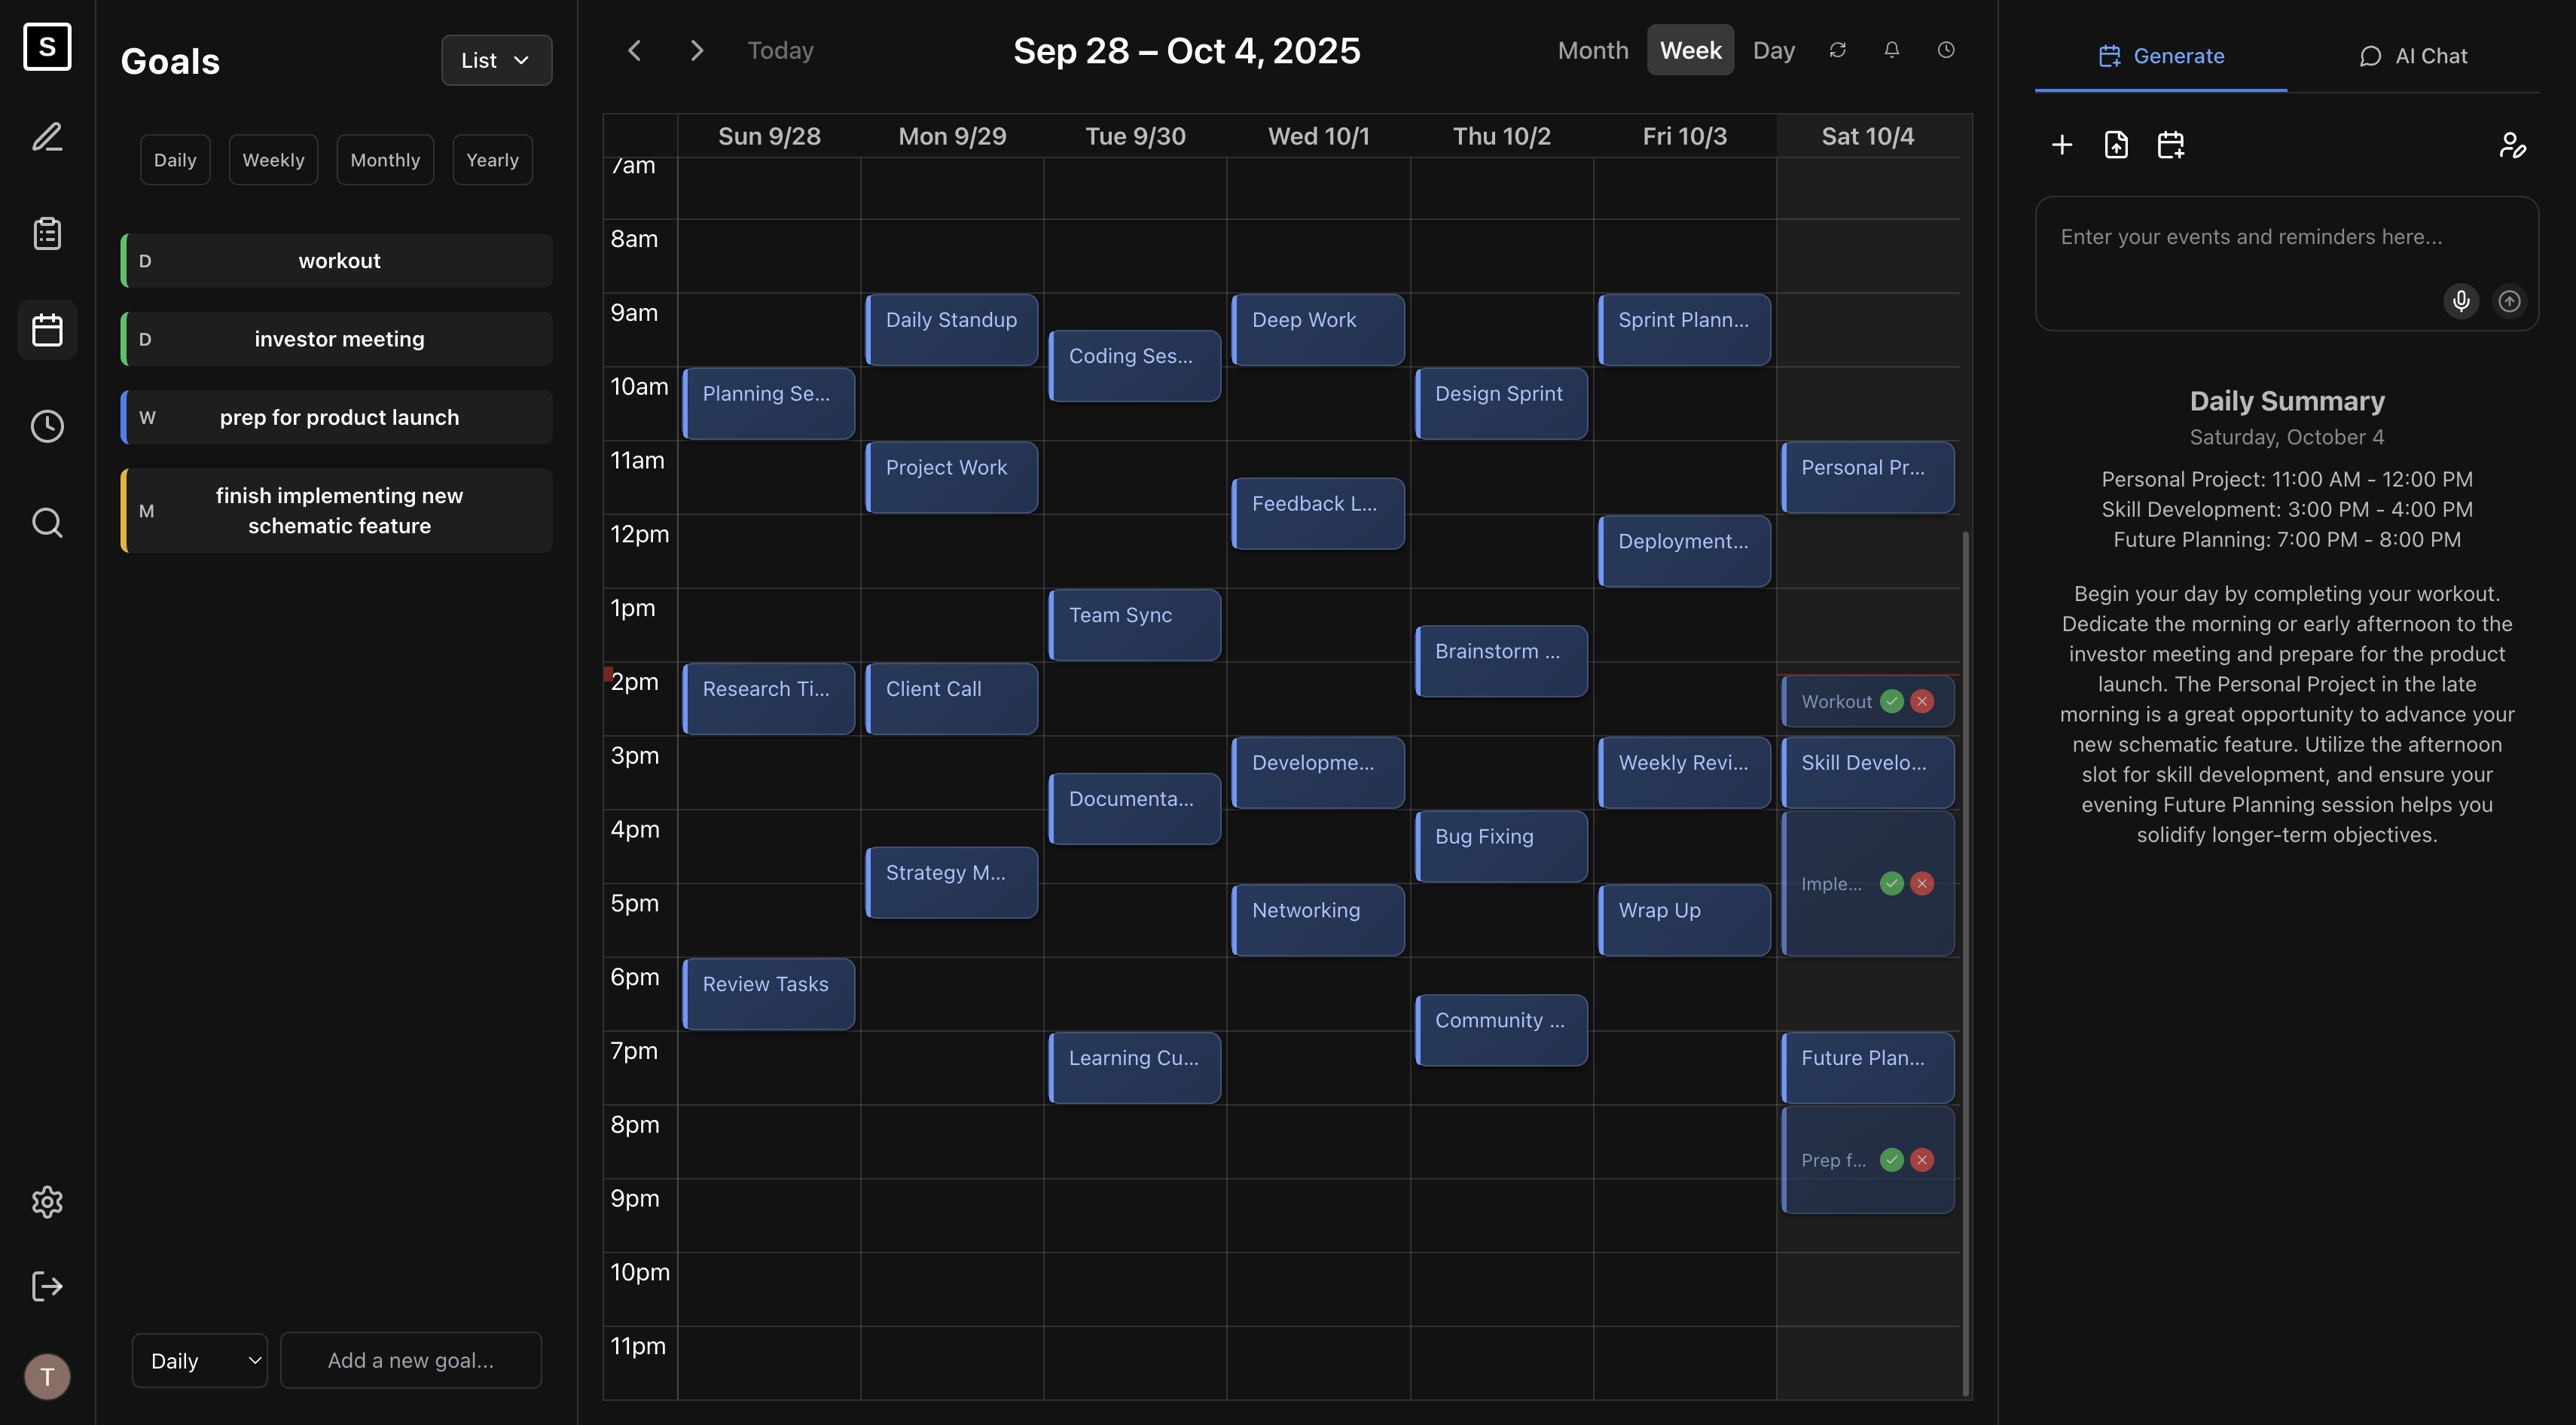 S
Goals
List
Daily
Weekly
Monthly
Yearly
D workout
D investor meeting
W prep for product launch
M finish implementing new
schematic feature
Daily
Add a new goal...
T
Today
Sep 28 – Oct 4, 2025
Month
Week
Day
Sun 9/28
Mon 9/29
Tue 9/30
Wed 10/1
Thu 10/2
Fri 10/3
Sat 10/4
7am
8am
9am
10am
11am
12pm
1pm
2pm
3pm
4pm
5pm
6pm
7pm
8pm
9pm
10pm
11pm
Planning Se...
Research Ti...
Review Tasks
Daily Standup
Project Work
Client Call
Strategy M...
Coding Ses...
Team Sync
Documenta...
Learning Cu...
Deep Work
Feedback L...
Developme...
Networking
Design Sprint
Brainstorm ...
Bug Fixing
Community ...
Sprint Plann...
Deployment...
Weekly Revi...
Wrap Up
Personal Pr...
Workout
Skill Develo...
Imple...
Future Plan...
Prep f...
Generate
AI Chat
Enter your events and reminders here...
Daily Summary
Saturday, October 4
Personal Project: 11:00 AM - 12:00 PM
Skill Development: 3:00 PM - 4:00 PM
Future Planning: 7:00 PM - 8:00 PM
Begin your day by completing your workout.
Dedicate the morning or early afternoon to the
investor meeting and prepare for the product
launch. The Personal Project in the late
morning is a great opportunity to advance your
new schematic feature. Utilize the afternoon
slot for skill development, and ensure your
evening Future Planning session helps you
solidify longer-term objectives.